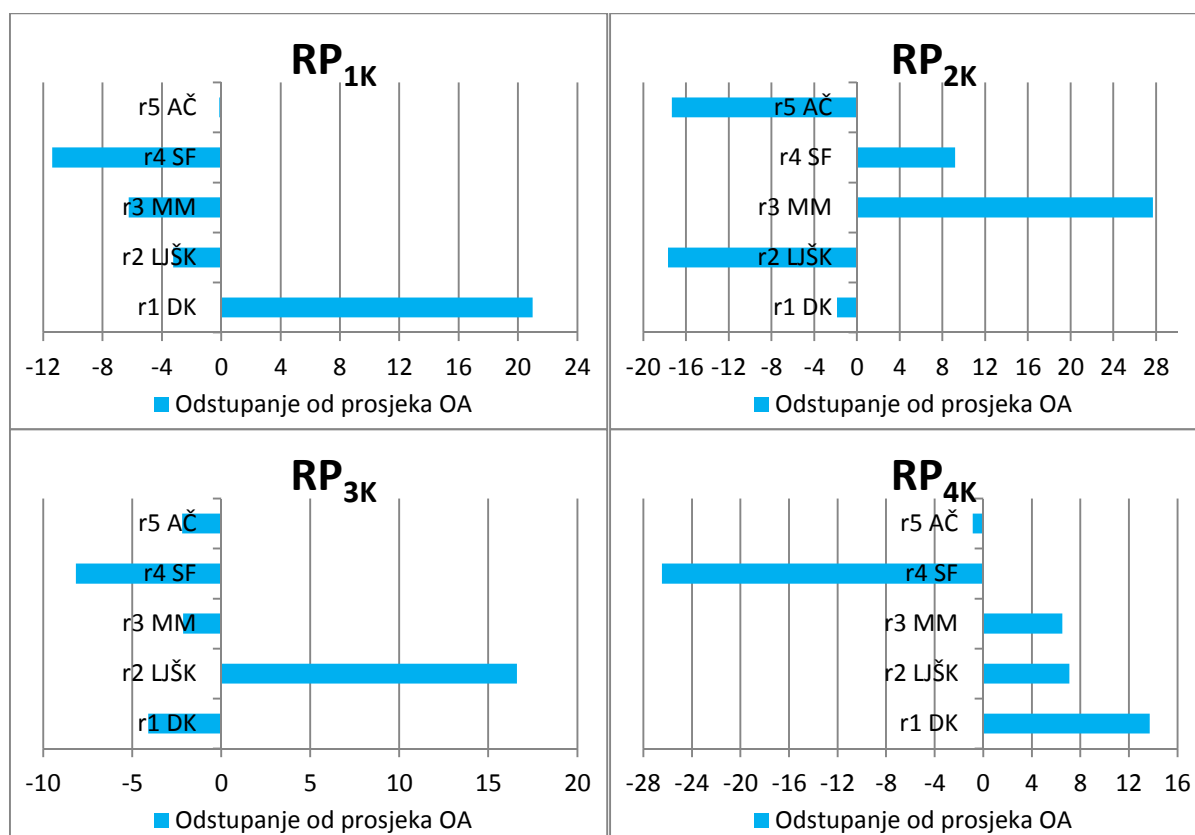 RP1K
r5 AČ
r4 SF
r3 MM
r2 LJŠK
r1 DK
-12 -8 -4 0 4 8 12 16 20 24
Odstupanje od prosjeka OA
RP2K
r5 AČ
r4 SF
r3 MM
r2 LJŠK
r1 DK
-20 -16 -12 -8 -4 0 4 8 12 16 20 24 28
Odstupanje od prosjeka OA
RP3K
r5 AČ
r4 SF
r3 MM
r2 LJŠK
r1 DK
-10 -5 0 5 10 15 20
Odstupanje od prosjeka OA
RP4K
r5 AČ
r4 SF
r3 MM
r2 LJŠK
r1 DK
-28 -24 -20 -16 -12 -8 -4 0 4 8 12 16
Odstupanje od prosjeka OA